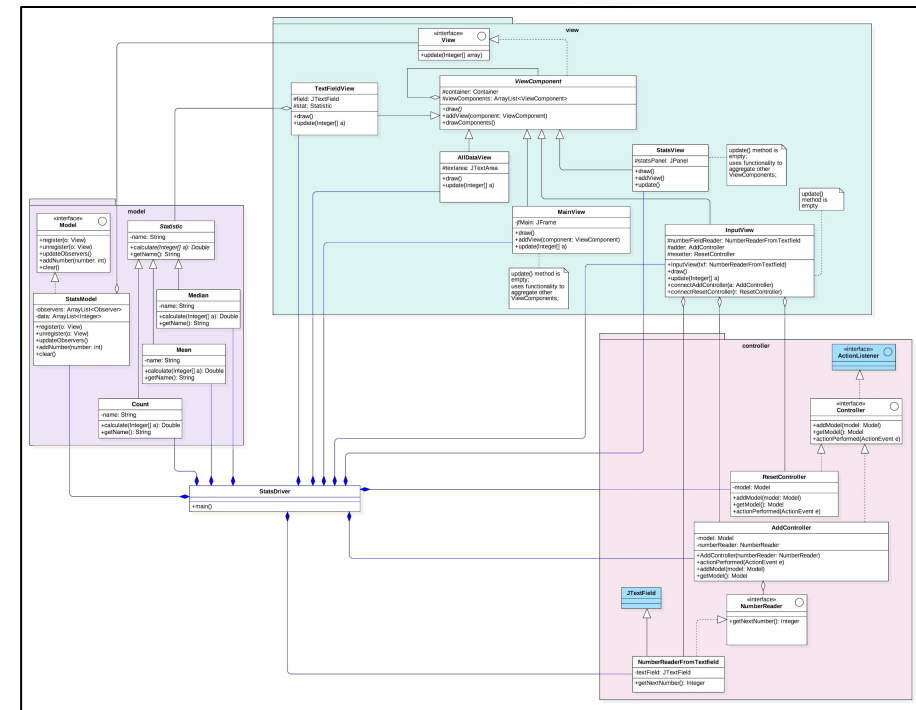 view
«interface»
View
+update(Integer[] array)
ViewComponent
#container: Container
#viewComponents: ArrayList<ViewComponent>
+draw()
+addView(component: ViewComponent)
+drawComponents()
TextFieldView
#field: JTextField
#stat: Statistic
+draw()
+update(Integer[] a)
AllDataView
#textarea: JTextArea
+draw()
+update(Integer[] a)
StatsView
#statsPanel: JPanel
+draw()
+addView()
+update()
update() method is
empty;
uses functionality to
aggregate other
ViewComponents;
update()
method is
empty
MainView
-jfMain: JFrame
+draw()
+addView(component: ViewComponent)
+update(Integer[] a)
update() method is
empty;
uses functionality to
aggregate other
ViewComponents;
InputView
#numberFieldReader: NumberReaderFromTextfield
#adder: AddController
#resetter: ResetController
+inputView(txf: NumberReaderFromTextfield)
+draw()
+update(Integer[] a)
+connectAddController(a: AddController)
+connectResetController(r: ResetController)
model
«interface»
Model
+register(o: View)
+unregister(o: View)
+updateObservers()
+addNumber(number: int)
+clear()
Statistic
-name: String
+calculate(Integer[] a): Double
+getName(): String
StatsModel
-observers: ArrayList<Observer>
-data: ArrayList<Integer>
+register(o: View)
+unregister(o: View)
+updateObservers()
+addNumber(number: int)
+clear()
Median
-name: String
+calculate(Integer[] a): Double
+getName(): String
Mean
-name: String
+calculate(Integer[] a): Double
+getName(): String
Count
-name: String
+calculate(Integer[] a): Double
+getName(): String
StatsDriver
+main()
controller
«interface»
ActionListener
«interface»
Controller
+addModel(model: Model)
+getModel(): Model
+actionPerformed(ActionEvent e)
ResetController
-model: Model
+addModel(model: Model)
+getModel(): Model
+actionPerformed(ActionEvent e)
AddController
-model: Model
-numberReader: NumberReader
+AddController(numberReader: NumberReader)
+actionPerformed(ActionEvent e)
+addModel(model: Model)
+getModel(): Model
JTextField
«interface»
NumberReader
+getNextNumber(): Integer
NumberReaderFromTextfield
-textField: JTextField
+getNextNumber(): Integer